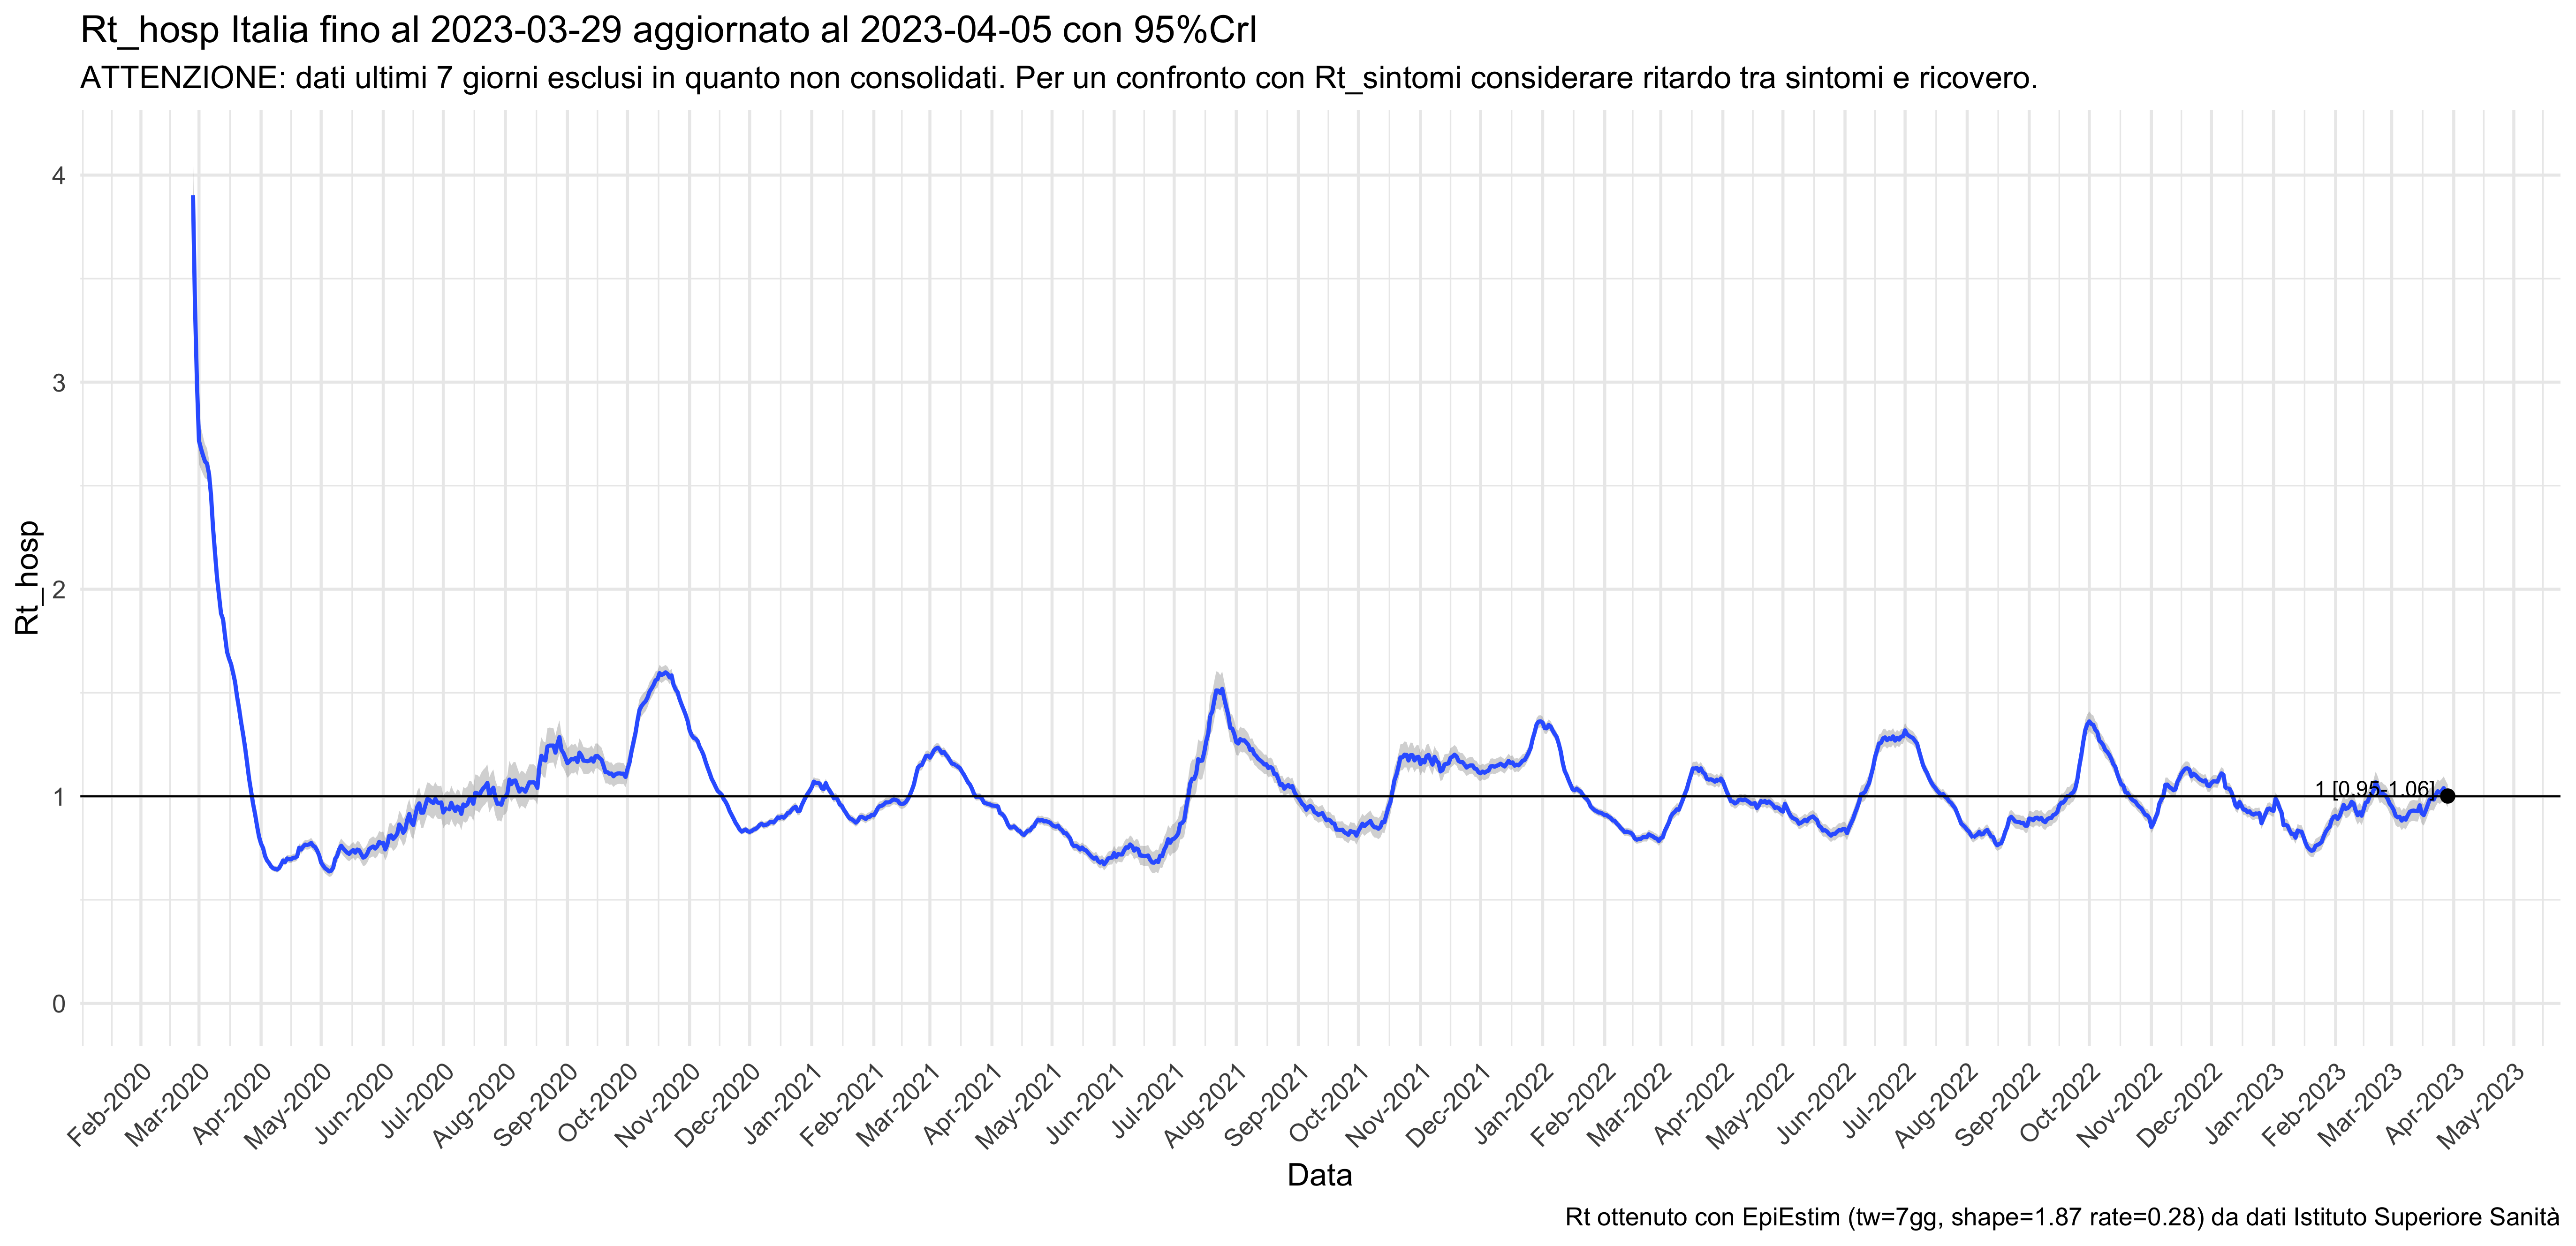 Rt_hosp Italia fino al 2023-03-29 aggiornato al 2023-04-05 con 95%CrI
ATTENZIONE: dati ultimi 7 giorni esclusi in quanto non consolidati. Per un confronto con Rt_sintomi considerare ritardo tra sintomi e ricovero.
4
3
2
1
0
Rt_hosp
1 [0.95-1.06]
Feb-2020
Mar-2020
Apr-2020
May-2020
Jun-2020
Jul-2020
Aug-2020
Sep-2020
Oct-2020
Nov-2020
Dec-2020
Jan-2021
Feb-2021
Mar-2021
Apr-2021
May-2021
Jun-2021
Jul-2021
Aug-2021
Sep-2021
Oct-2021
Nov-2021
Dec-2021
Jan-2022
Feb-2022
Mar-2022
Apr-2022
May-2022
Jun-2022
Jul-2022
Aug-2022
Sep-2022
Oct-2022
Nov-2022
Dec-2022
Jan-2023
Feb-2023
Mar-2023
Apr-2023
May-2023
Data
Rt ottenuto con EpiEstim (tw=7gg, shape=1.87 rate=0.28) da dati Istituto Superiore Sanità